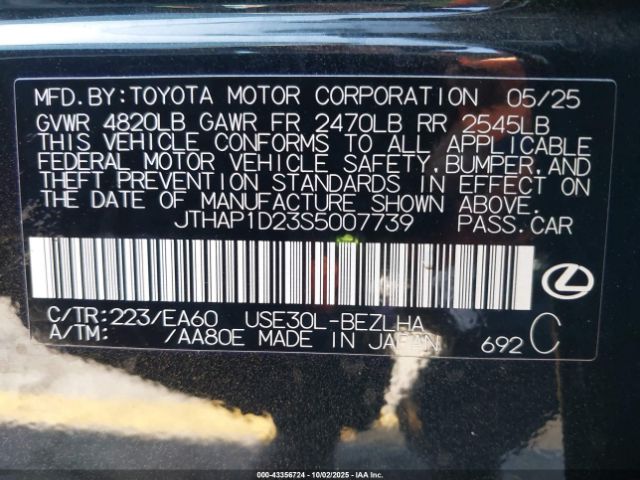 MFD.BY:TOYOTA MOTOR CORPORATION 05/25
GVWR 4820LB GAWR FR 2470LB RR 2545LB
THIS VEHICLE CONFORMS TO ALL APPLICABLE
FEDERAL MOTOR VEHICLE SAFETY,BUMPER,AND
THEFT PREVENTION STANDARDS IN EFFECT ON
THE DATE OF MANUFACTURE SHOWN ABOVE.
JTHAP1D23S5007739 PASS.CAR
C/TR:223/EA60 USE30L-BEZLHA
A/TM: /AA80E MADE IN JAPAN 692 C
000-43356724 - 10/02/2025 - IAAI, Inc.